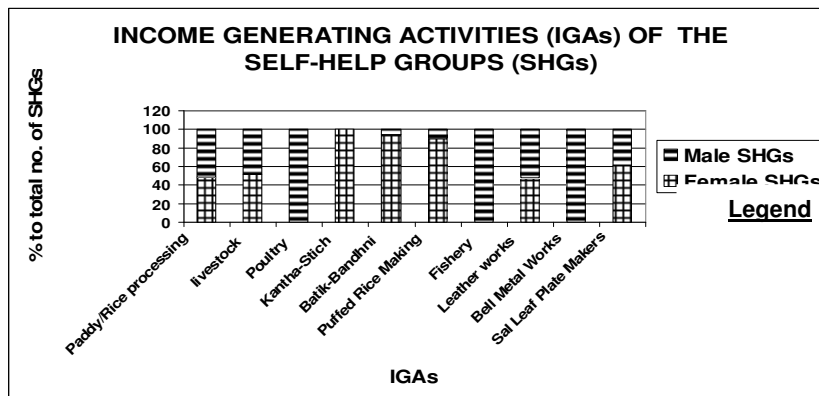 INCOME GENERATING ACTIVITIES (IGAs) OF THE
SELF-HELP GROUPS (SHGs)
% to total no. of SHGs
120
100
80
60
40
20
0
Paddy/Rice processing
livestock
Poultry
Kantha-Stich
Batik-Bandhni
Puffed Rice Making
Fishery
Leather works
Bell Metal Works
Sal Leaf Plate Makers
IGAs
Male SHGs
Female SHGs
Legend